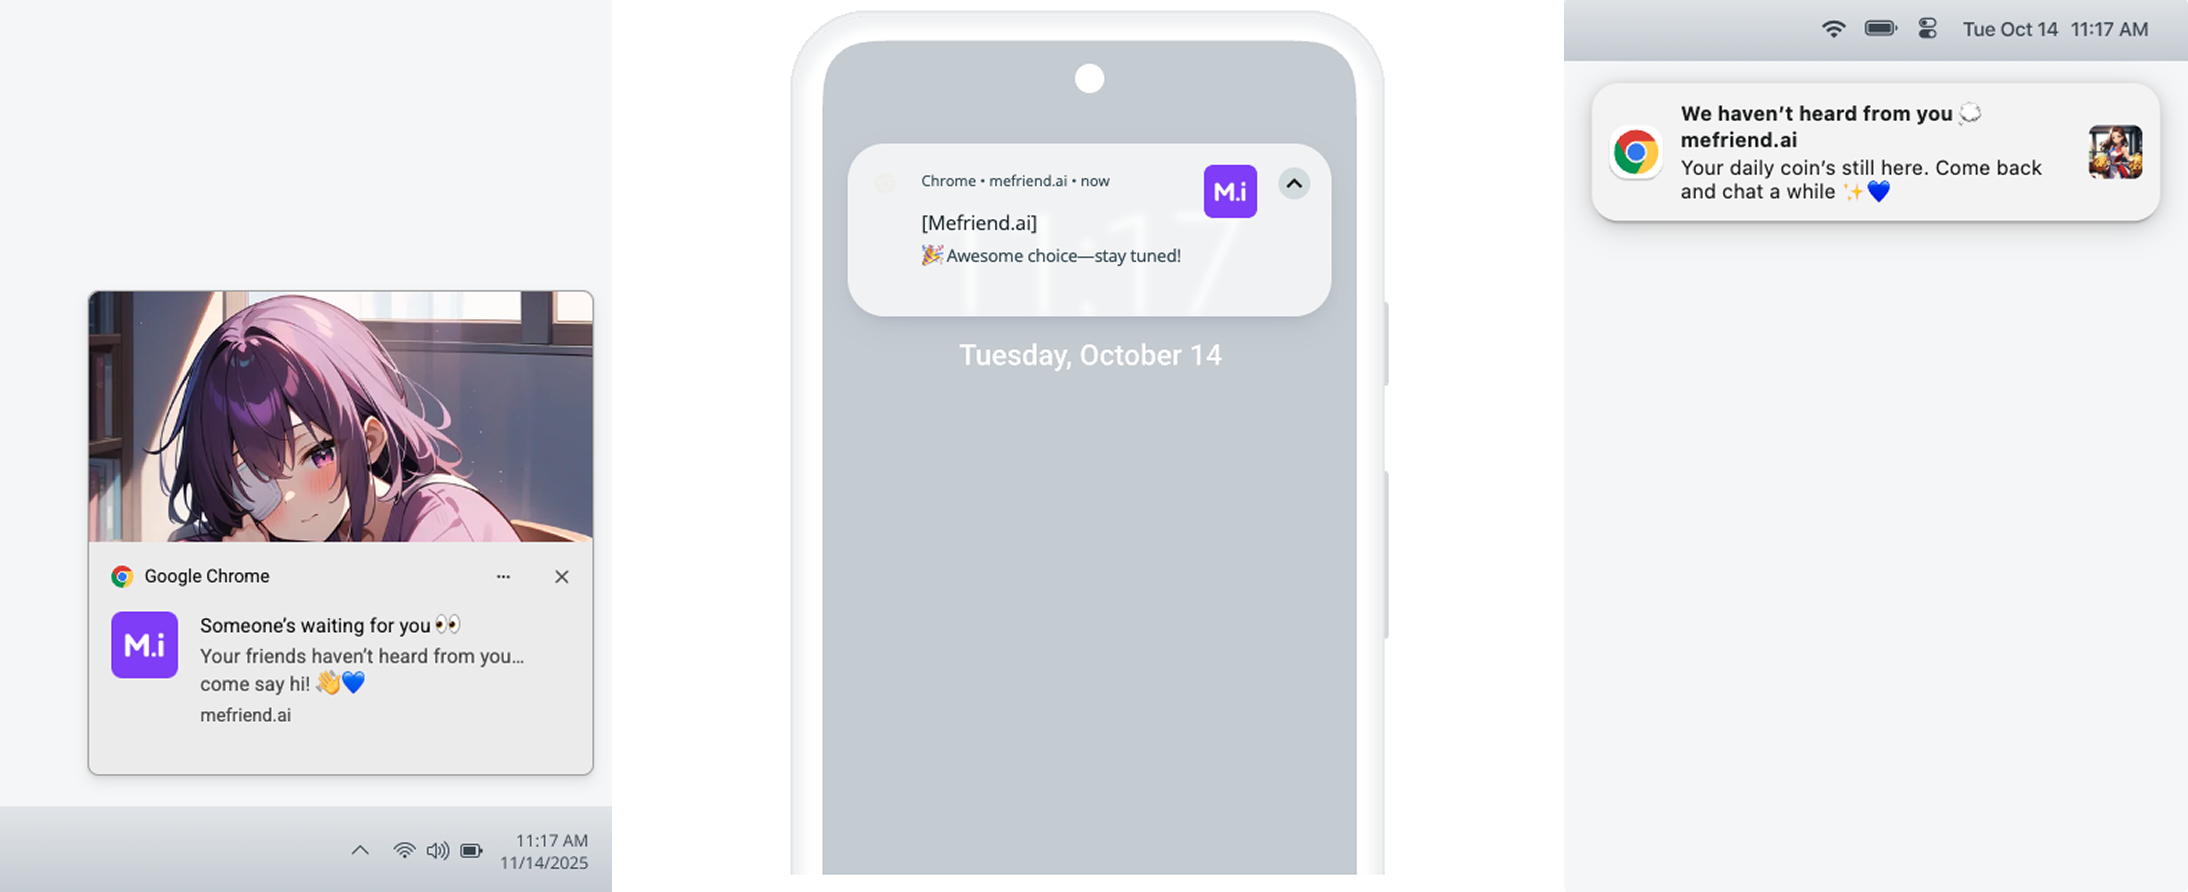 Google Chrome
M.i
Someone’s waiting for you 👀
Your friends haven’t heard from you...
come say hi! 👋💙
mefriend.ai
11:17 AM
11/14/2025
Chrome • mefriend.ai • now
M.i
[Mefriend.ai]
🎉Awesome choice—stay tuned!
11:17
Tuesday, October 14
Tue Oct 14 11:17 AM
We haven’t heard from you 💭
mefriend.ai
Your daily coin’s still here. Come back
and chat a while ✨💙